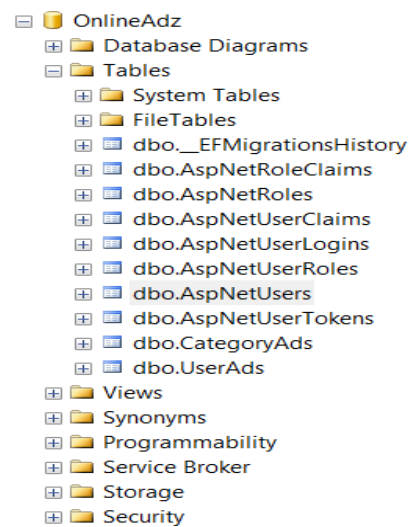 OnlineAdz
Database Diagrams
Tables
System Tables
FileTables
dbo.__EFMigrationsHistory
dbo.AspNetRoleClaims
dbo.AspNetRoles
dbo.AspNetUserClaims
dbo.AspNetUserLogins
dbo.AspNetUserRoles
dbo.AspNetUsers
dbo.AspNetUserTokens
dbo.CategoryAds
dbo.UserAds
Views
Synonyms
Programmability
Service Broker
Storage
Security